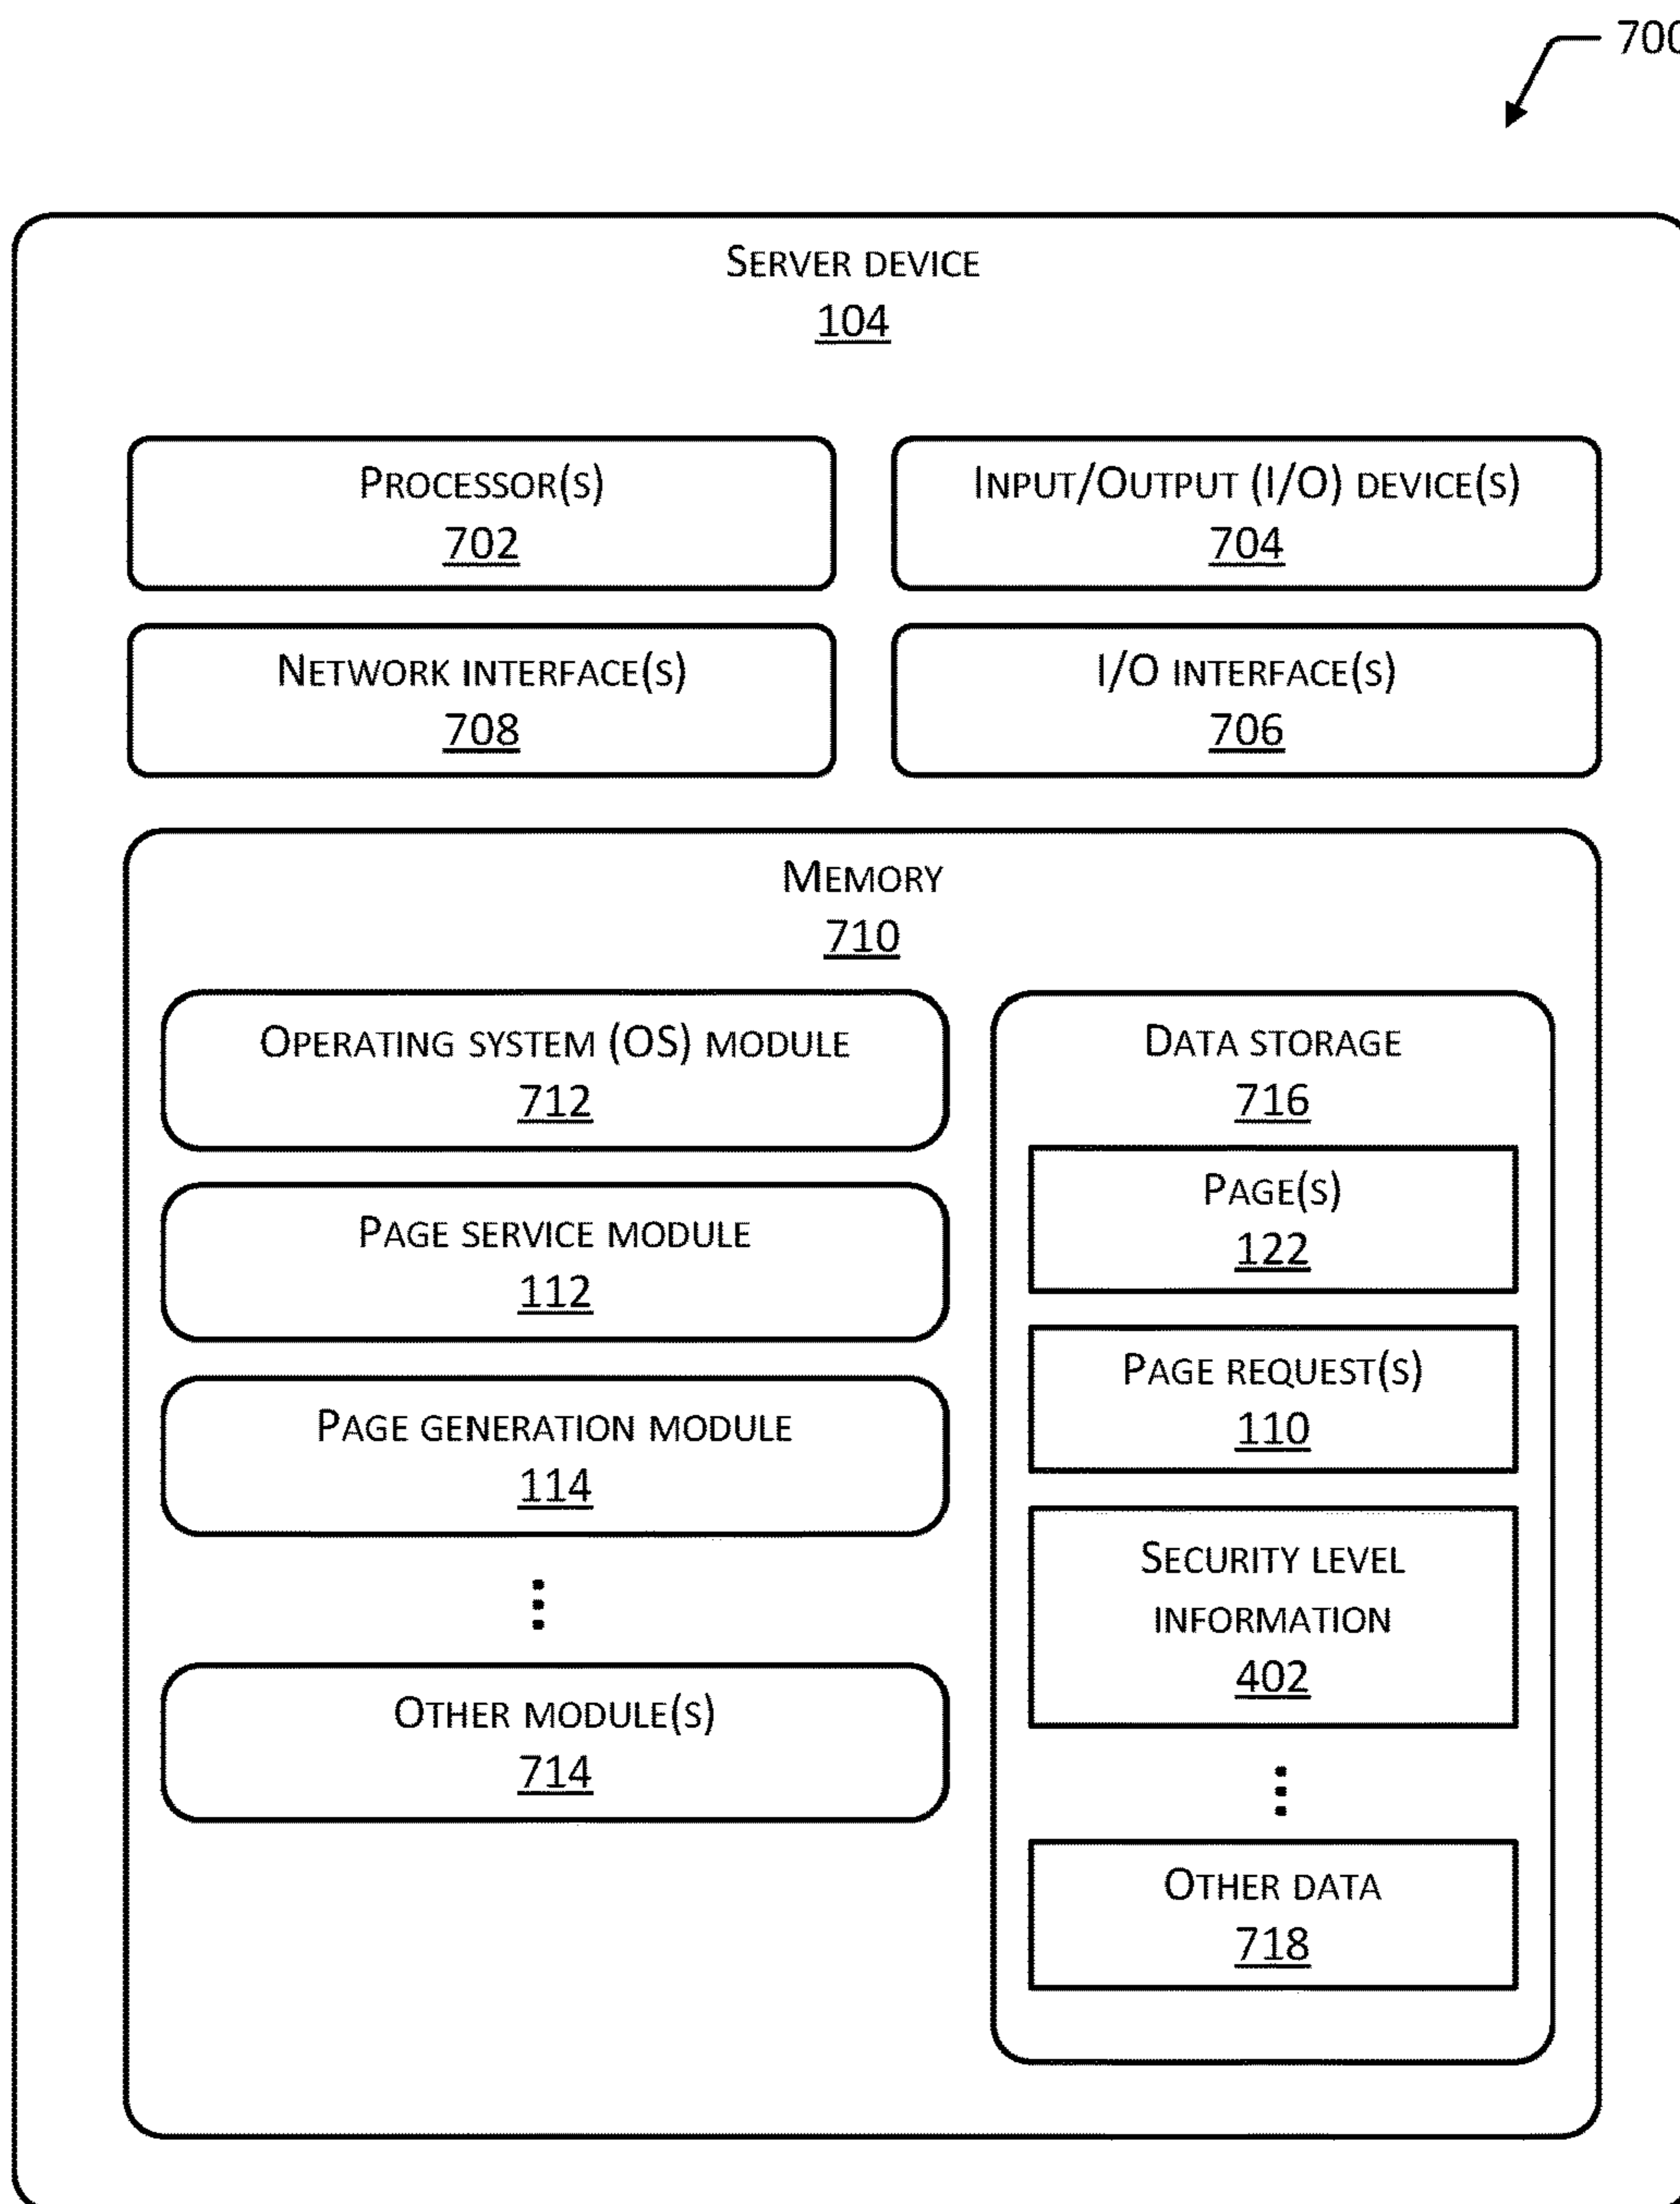 700
SERVER DEVICE
104
PROCESSOR(S)
702
INPUT/OUTPUT (I/O) DEVICE(S)
704
NETWORK INTERFACE(S)
708
I/O INTERFACE(S)
706
MEMORY
710
OPERATING SYSTEM (OS) MODULE
712
PAGE SERVICE MODULE
112
PAGE GENERATION MODULE
114
OTHER MODULE(S)
714
DATA STORAGE
716
PAGE(S)
122
PAGE REQUEST(S)
110
SECURITY LEVEL
INFORMATION
402
OTHER DATA
718